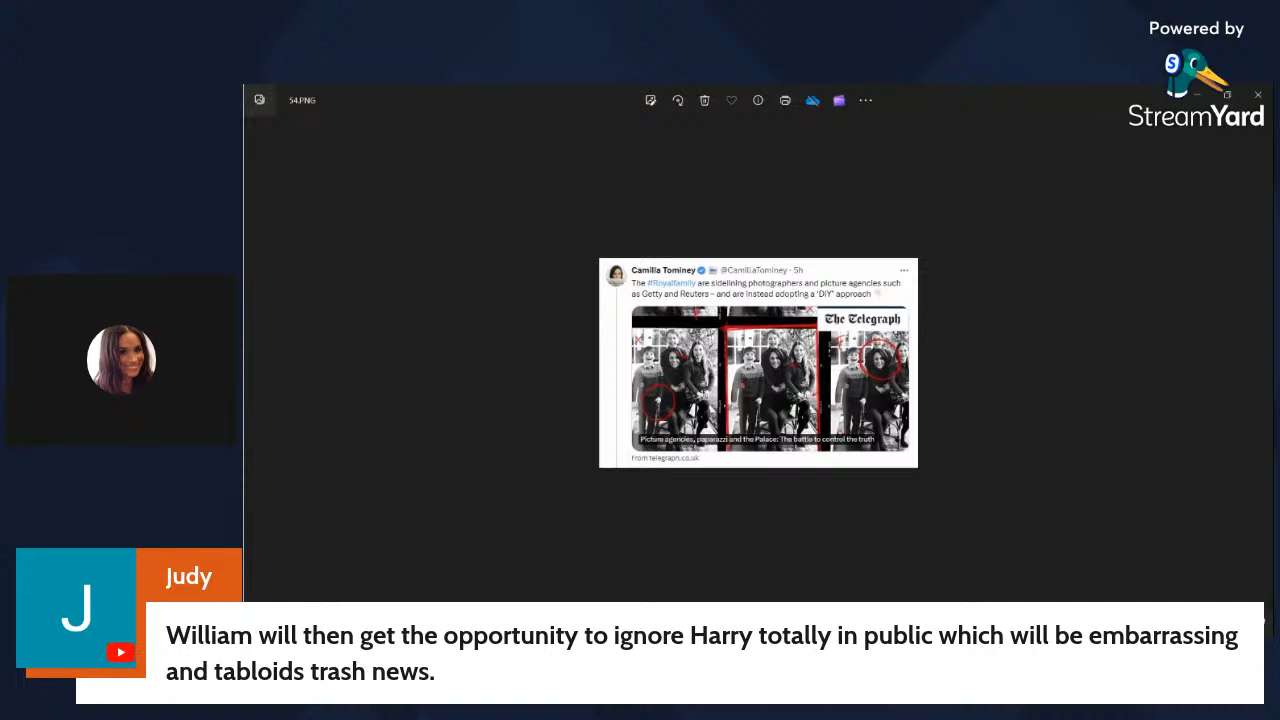 Powered by
StreamYard
54.PNG
Camilla Tominey @CamillaTominey · 5h
The #Royalfamily are sidelining photographers and picture agencies such
as Getty and Reuters – and are instead adopting a 'DIY' approach
The Telegraph
Picture agencies, paparazzi and the Palace: The battle to control the truth
From telegraph.co.uk
J
Judy
William will then get the opportunity to ignore Harry totally in public which will be embarrassing
and tabloids trash news.